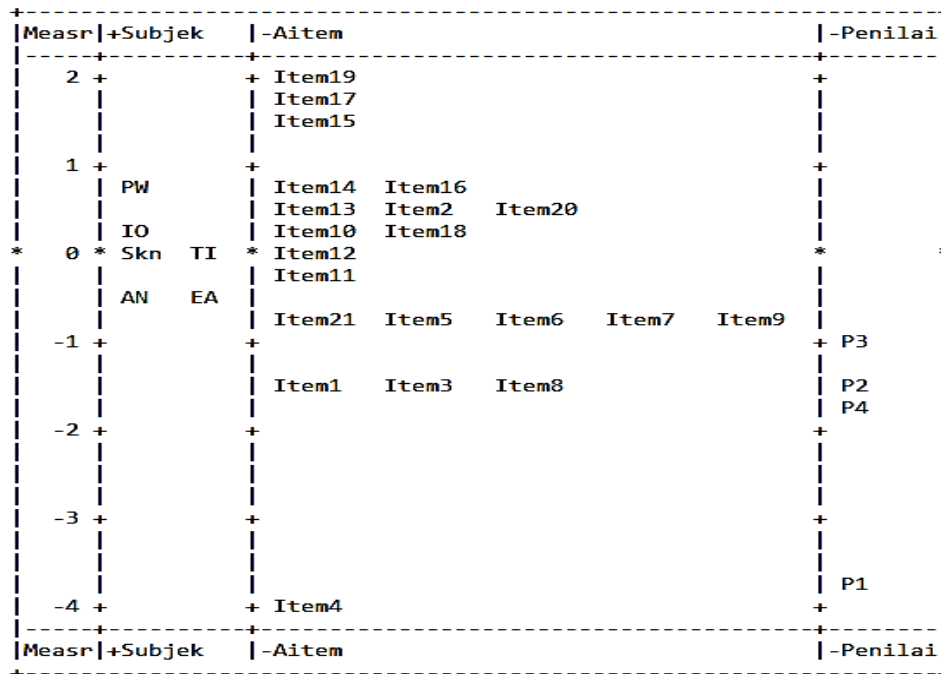 |Measr|+Subjek |-Aitem |-Penilai
2 + + Item19 +
Item17
Item15
1 + + +
PW Item14 Item16
Item13 Item2 Item20
IO Item10 Item18
* 0 * Skn TI * Item12 * *
Item11
AN EA
Item21 Item5 Item6 Item7 Item9
-1 + + + P3
Item1 Item3 Item8 P2
P4
-2 + + +
-3 + + +
P1
-4 + + Item4 +
|Measr|+Subjek |-Aitem |-Penilai